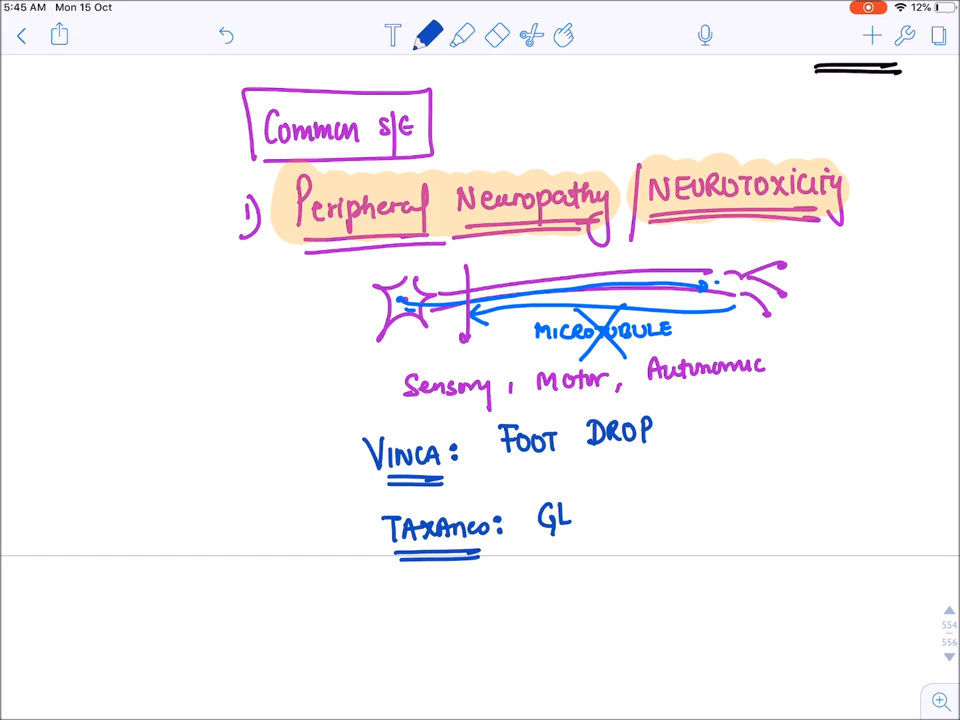 5:45 AM Mon 15 Oct 12%
T
Common S/E
1) Peripheral Neuropathy / NEUROTOXICITY
MICROTUBULE
Sensory, Motor, Autonomic
VINCA: FOOT DROP
TAXANES: GL
554
556